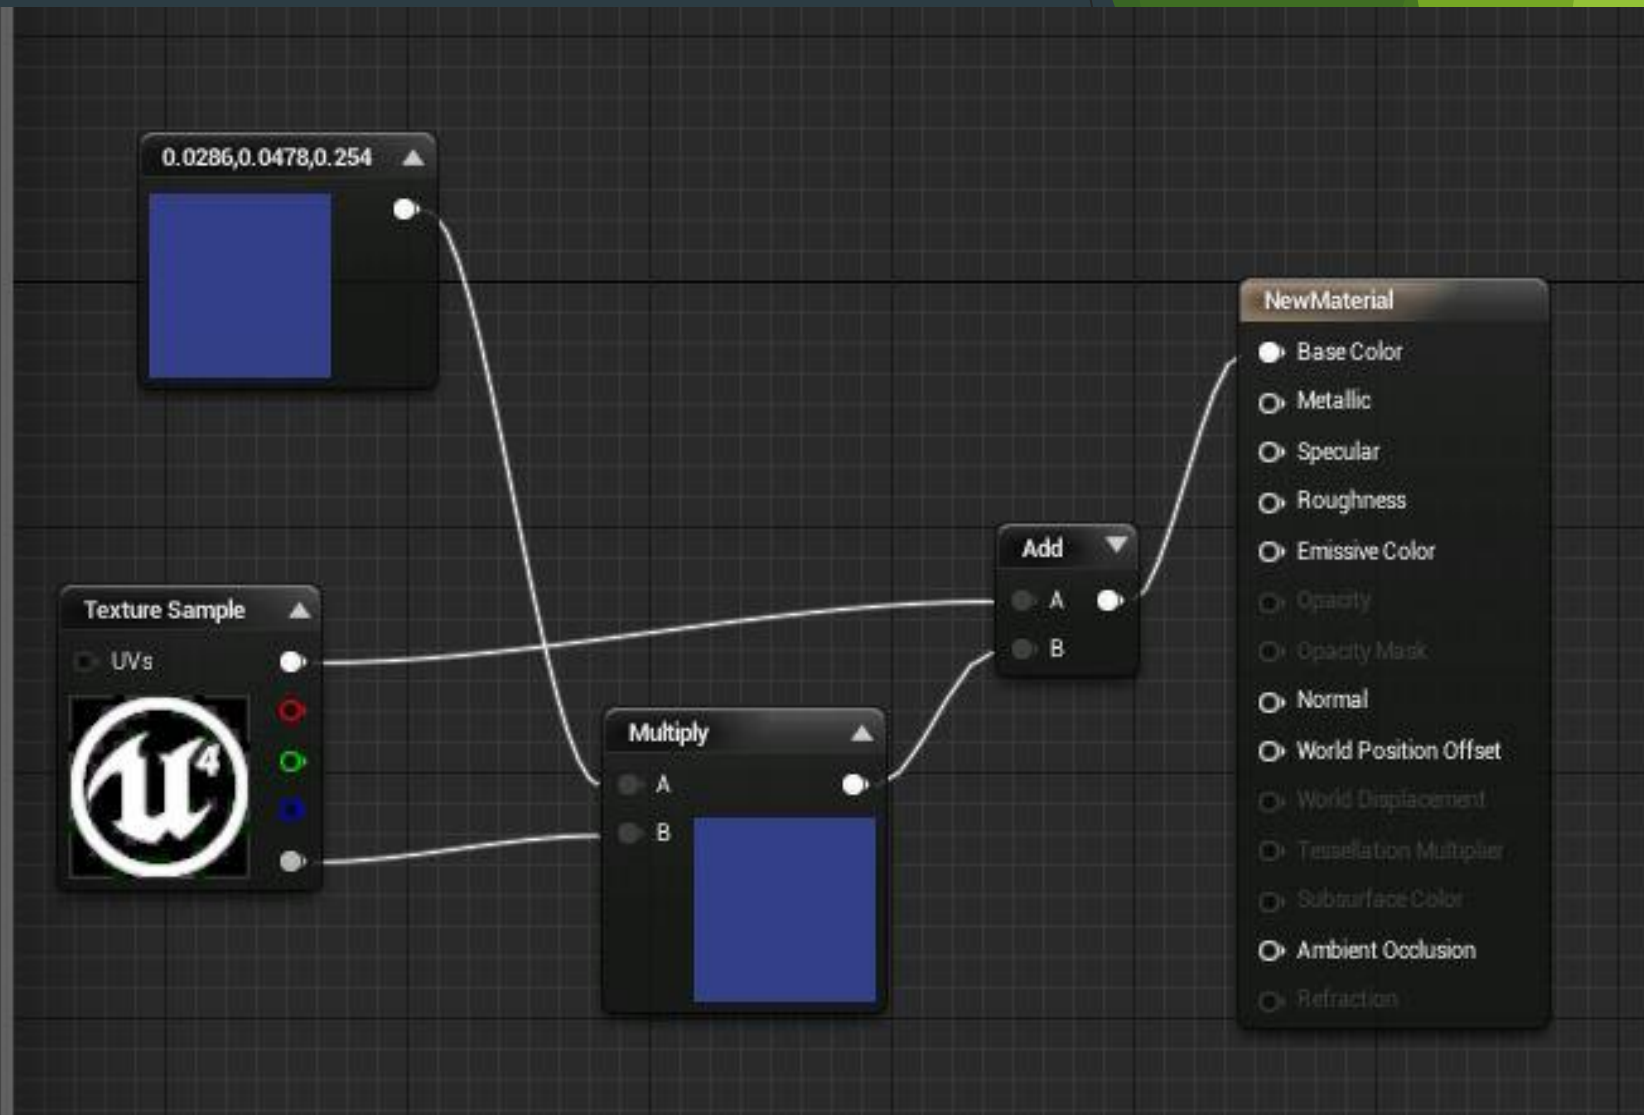 0.0286,0.0478,0.254
Texture Sample
UVs
U4
Multiply
A
B
Add
A
B
NewMaterial
Base Color
Metallic
Specular
Roughness
Emissive Color
Opacity
Opacity Mask
Normal
World Position Offset
World Displacement
Tessellation Multiplier
Subsurface Color
Ambient Occlusion
Refraction